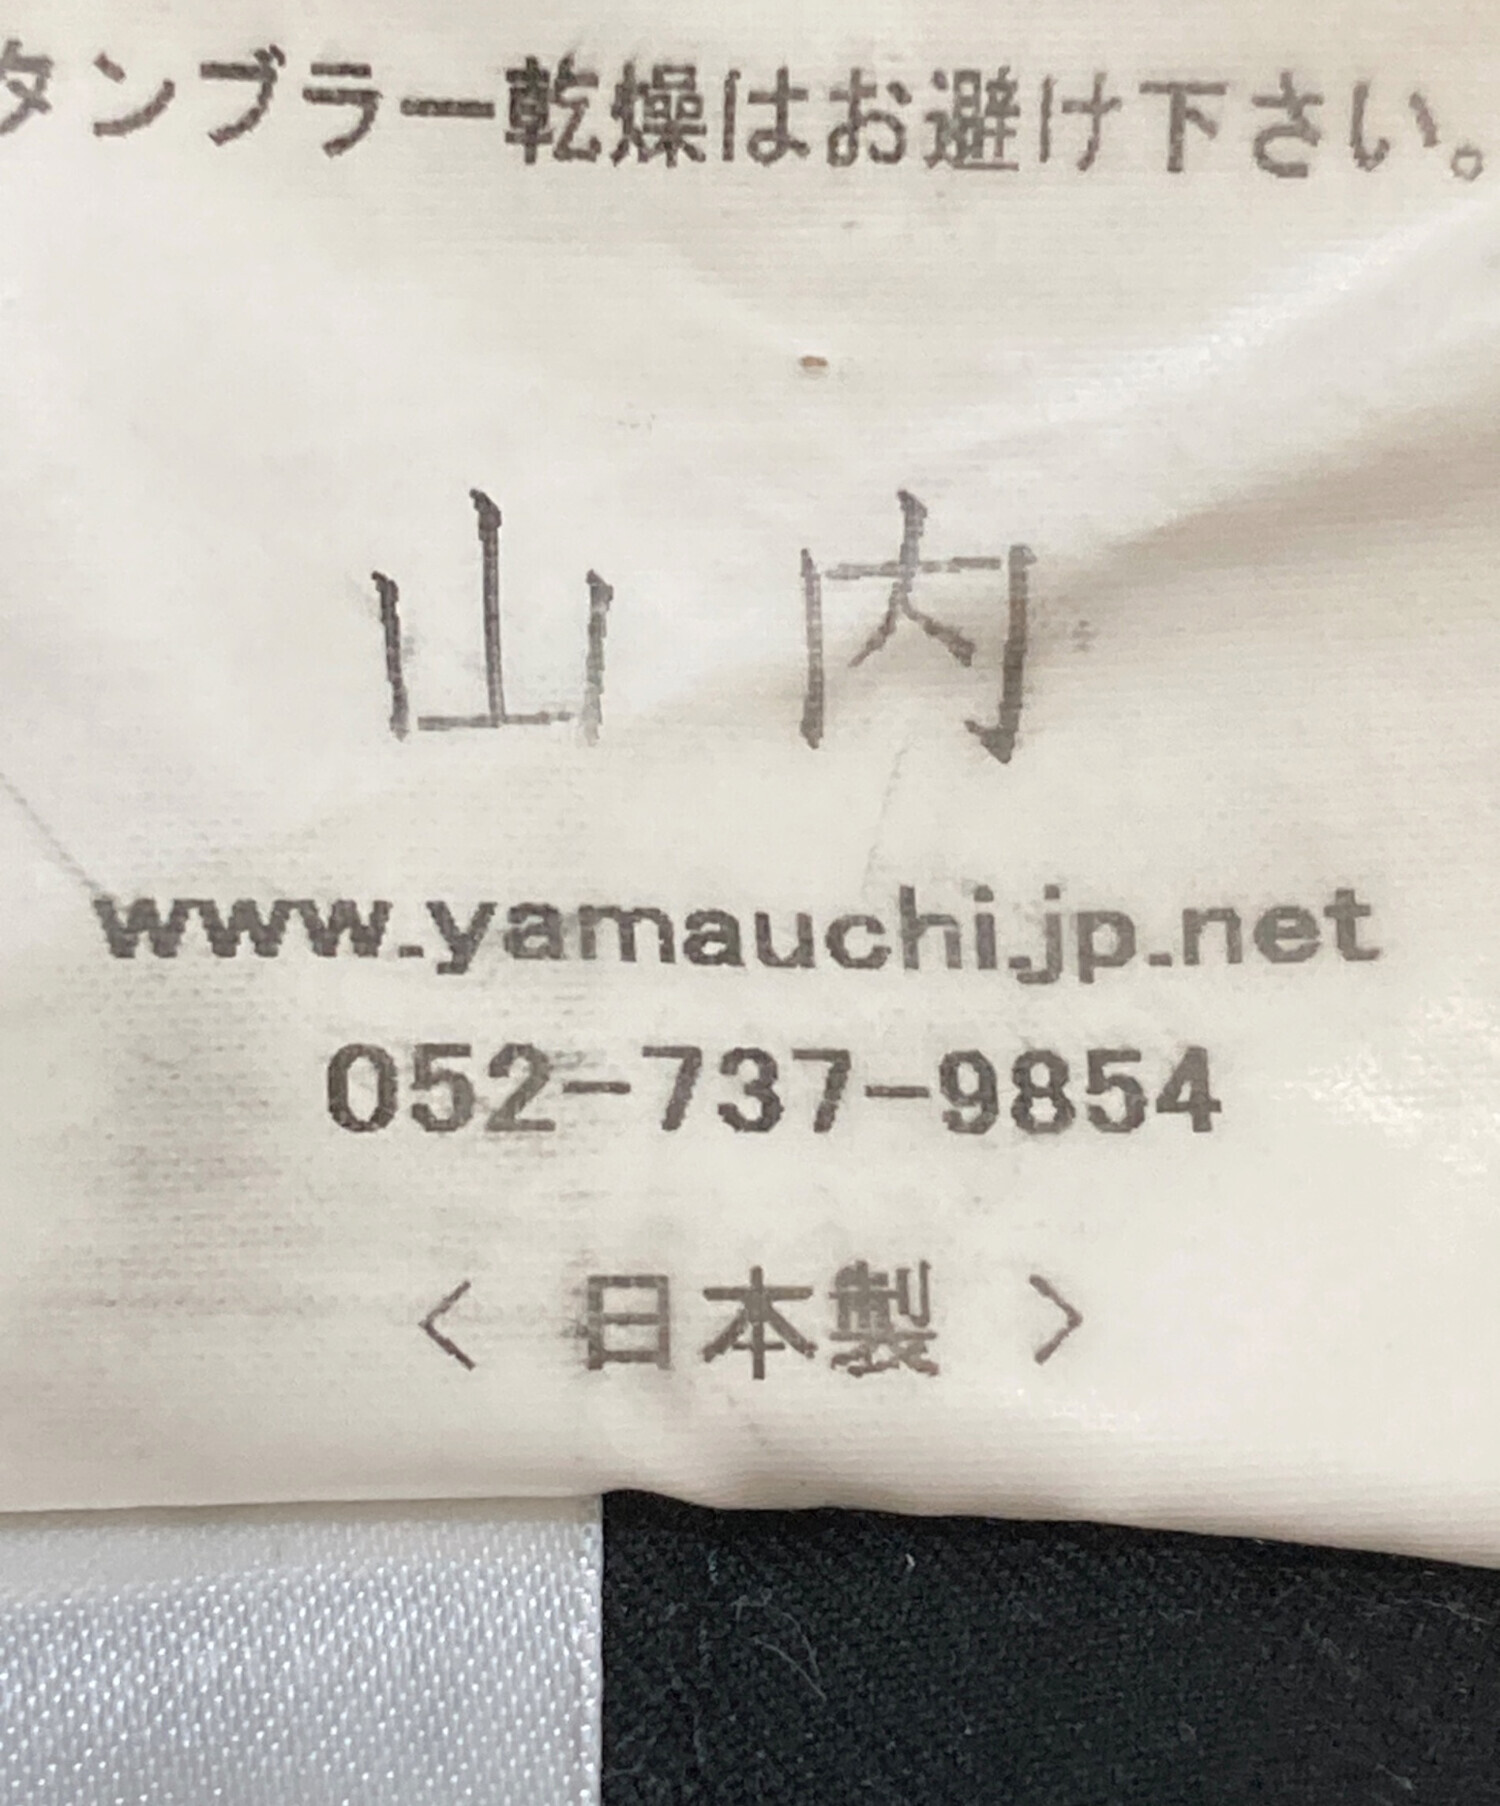 タンブラー乾燥はお避け下さい。
山内
www.yamauchi.jp.net
052-737-9854
＜ 日本製 ＞